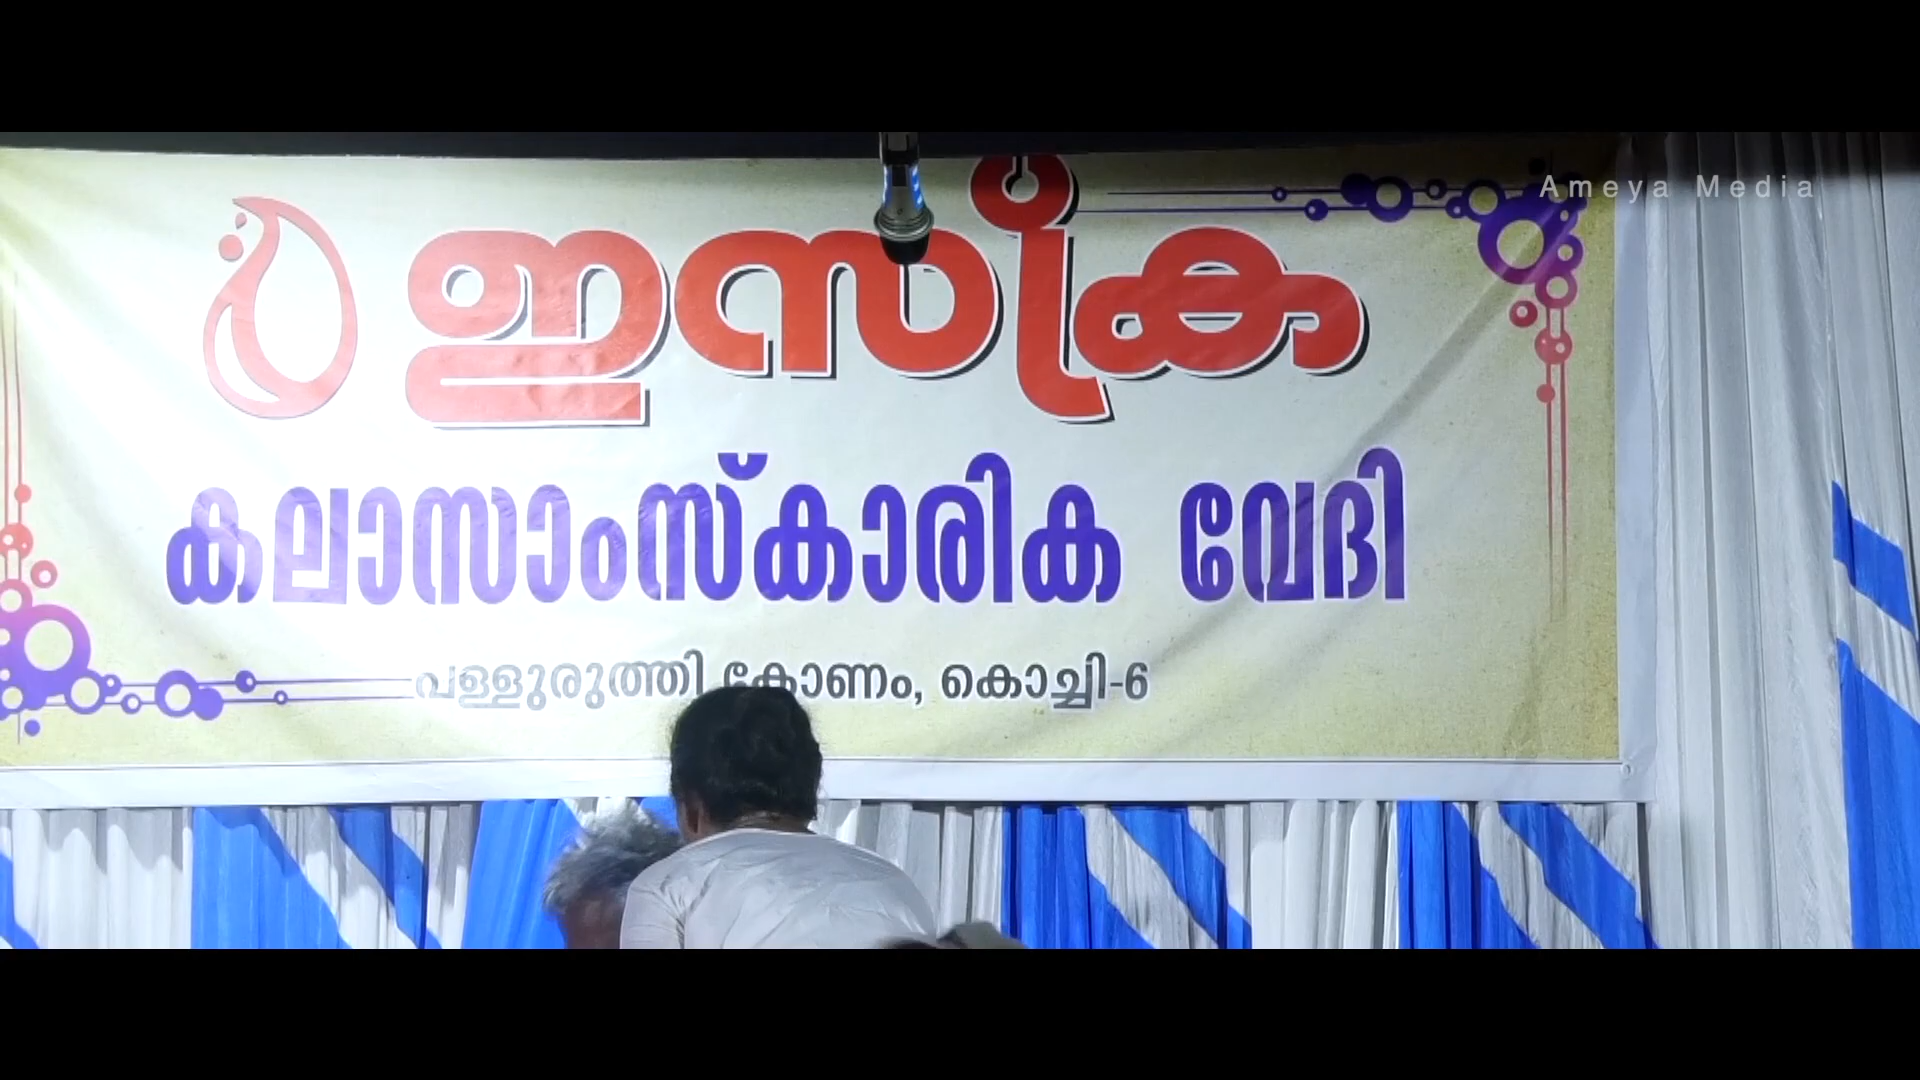 Ameya Media
ഇസ്ക്ര
കലാസാംസ്കാരിക വേദി
പള്ളുരുത്തി കോണം, കൊച്ചി-6